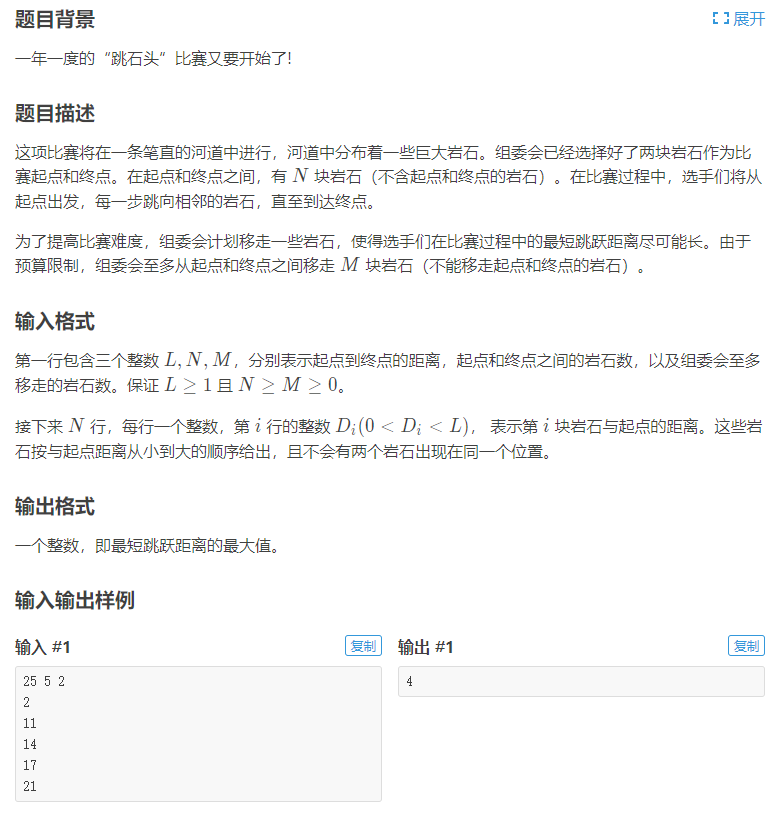 题目背景
展开
一年一度的“跳石头”比赛又要开始了!
题目描述
这项比赛将在一条笔直的河道中进行，河道中分布着一些巨大岩石。组委会已经选择好了两块岩石作为比
赛起点和终点。在起点和终点之间，有 N 块岩石（不含起点和终点的岩石）。在比赛过程中，选手们将从
起点出发，每一步跳向相邻的岩石，直至到达终点。
为了提高比赛难度，组委会计划移走一些岩石，使得选手们在比赛过程中的最短跳跃距离尽可能长。由于
预算限制，组委会至多从起点和终点之间移走 M 块岩石（不能移走起点和终点的岩石）。
输入格式
第一行包含三个整数 L, N, M，分别表示起点到终点的距离，起点和终点之间的岩石数，以及组委会至多
移走的岩石数。保证 L ≥ 1 且 N ≥ M ≥ 0。
接下来 N 行，每行一个整数，第 i 行的整数 Di(0 < Di < L)， 表示第 i 块岩石与起点的距离。这些岩
石按与起点距离从小到大的顺序给出，且不会有两个岩石出现在同一个位置。
输出格式
一个整数，即最短跳跃距离的最大值。
输入输出样例
输入 #1
复制
25 5 2
2
11
14
17
21
输出 #1
复制
4